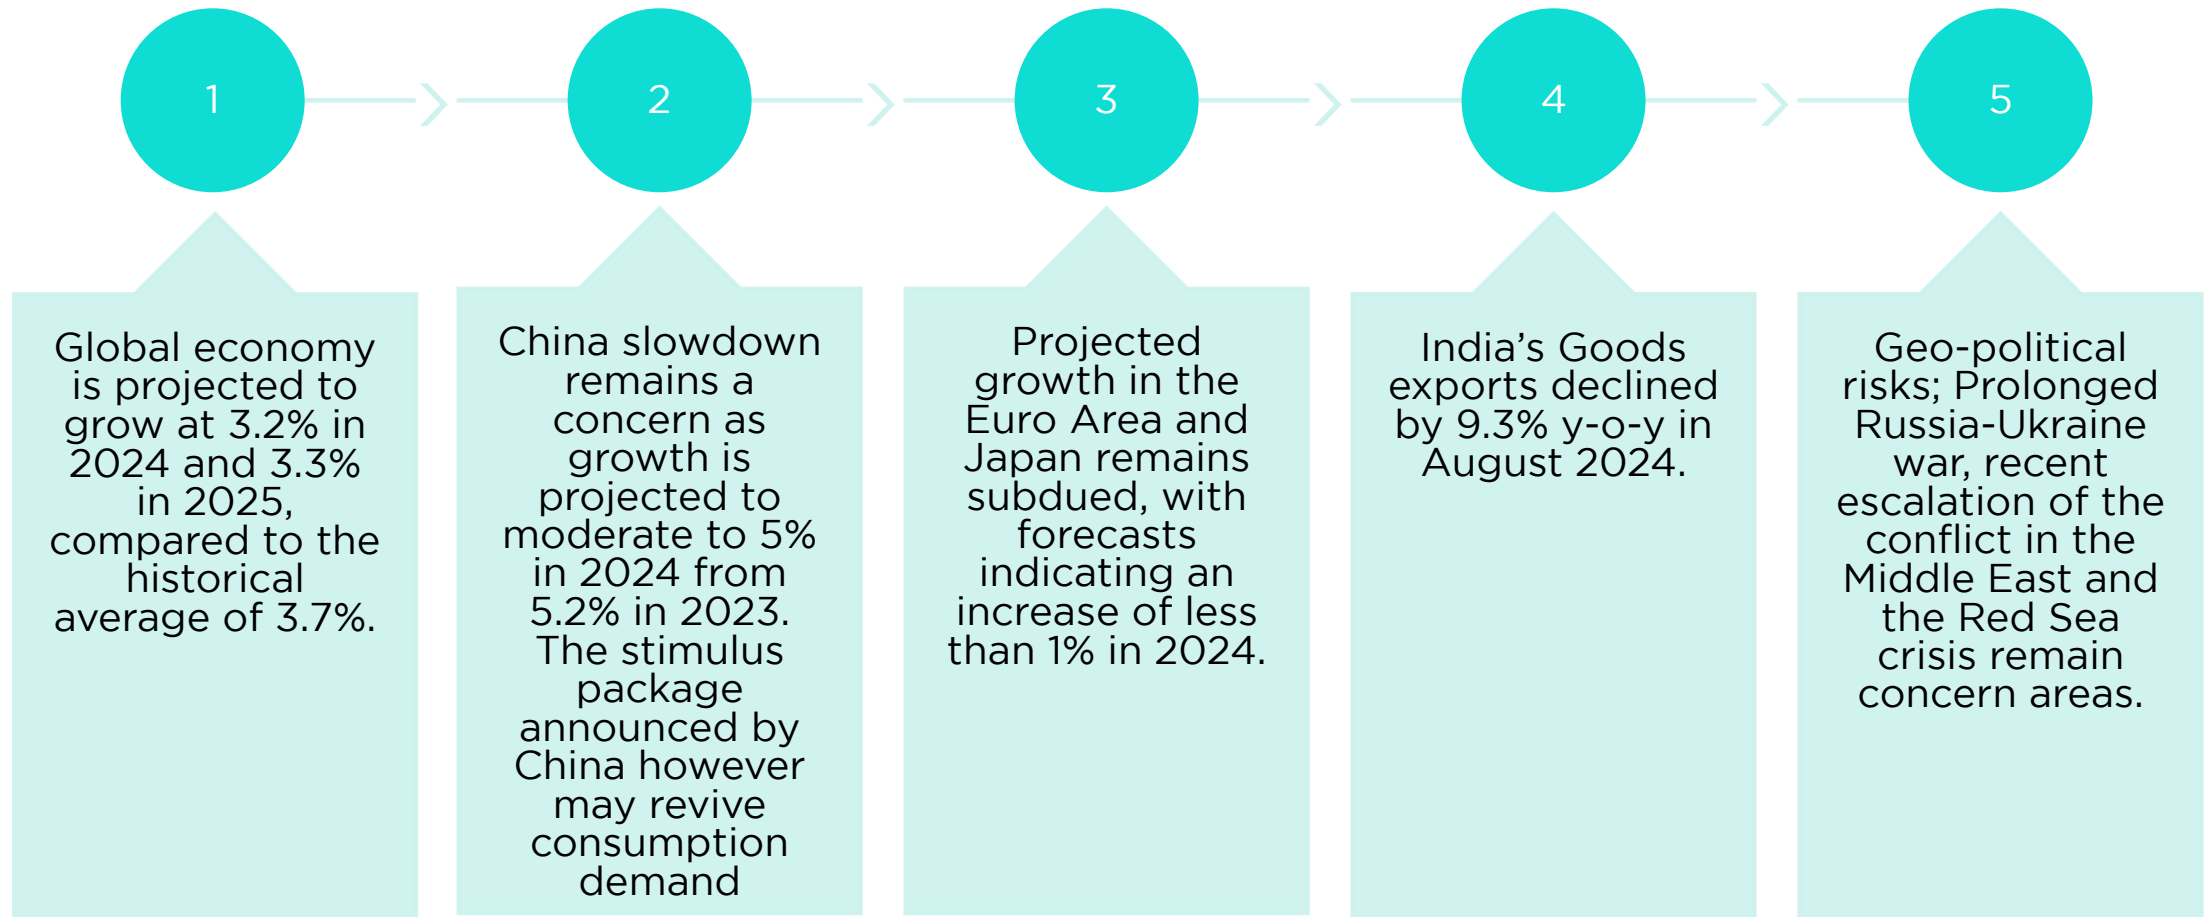 1
2
3
4
5
Global economy
is projected to
grow at 3.2% in
2024 and 3.3%
in 2025,
compared to the
historical
average of 3.7%.
China slowdown
remains a
concern as
growth is
projected to
moderate to 5%
in 2024 from
5.2% in 2023.
The stimulus
package
announced by
China however
may revive
consumption
demand
Projected
growth in the
Euro Area and
Japan remains
subdued, with
forecasts
indicating an
increase of less
than 1% in 2024.
India’s Goods
exports declined
by 9.3% y-o-y in
August 2024.
Geo-political
risks; Prolonged
Russia-Ukraine
war, recent
escalation of the
conflict in the
Middle East and
the Red Sea
crisis remain
concern areas.